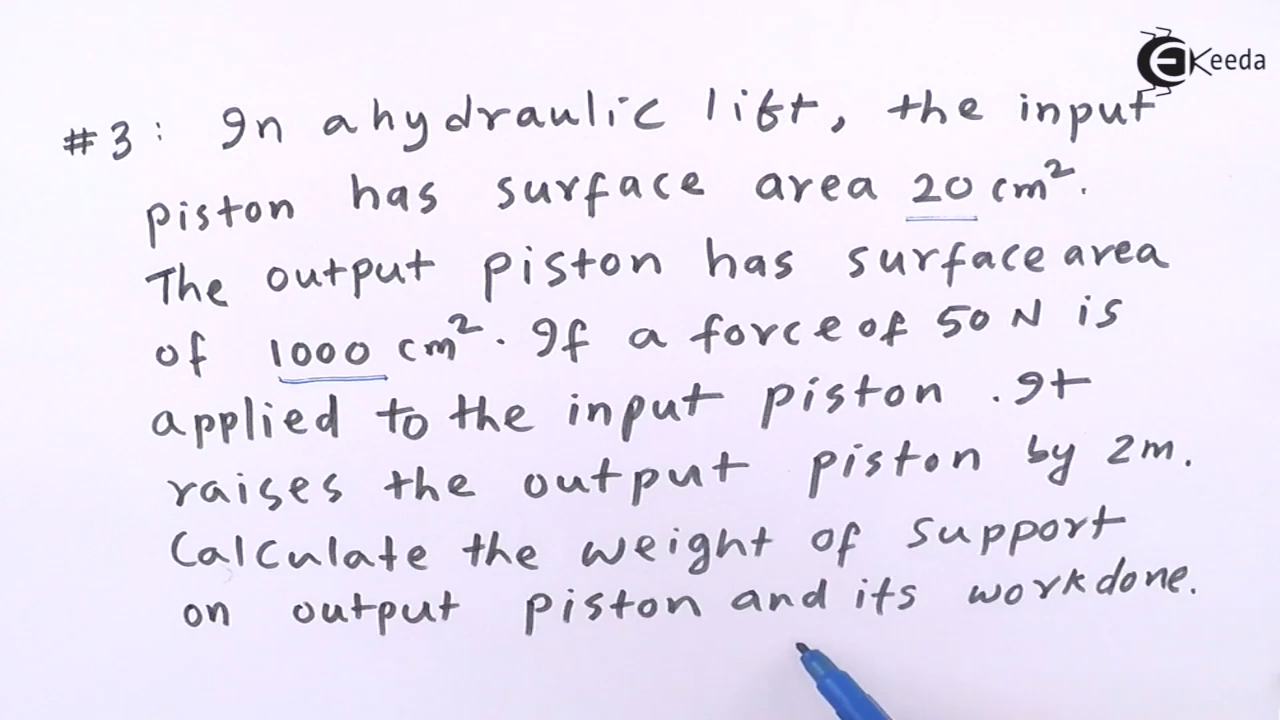 EKeeda
#3: In a hydraulic lift, the input
piston has surface area 20 cm².
The output piston has surface area
of 1000 cm². If a force of 50 N is
applied to the input piston. It
raises the output piston by 2m.
Calculate the weight of support
on output piston and its workdone.